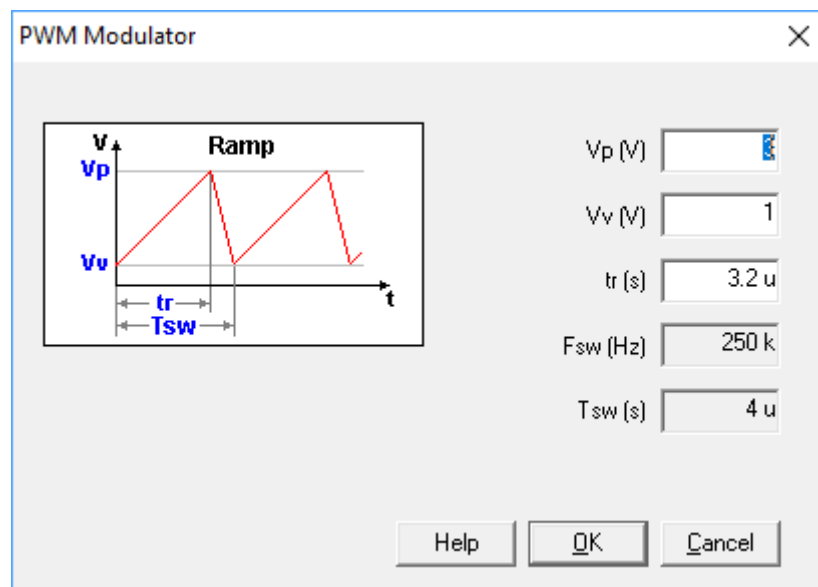 PWM Modulator
V
Ramp
Vp
Vv
tr
Tsw
t
Vp (V)
3
Vv (V)
1
tr (s)
3.2 u
Fsw (Hz)
250 k
Tsw (s)
4 u
Help
OK
Cancel